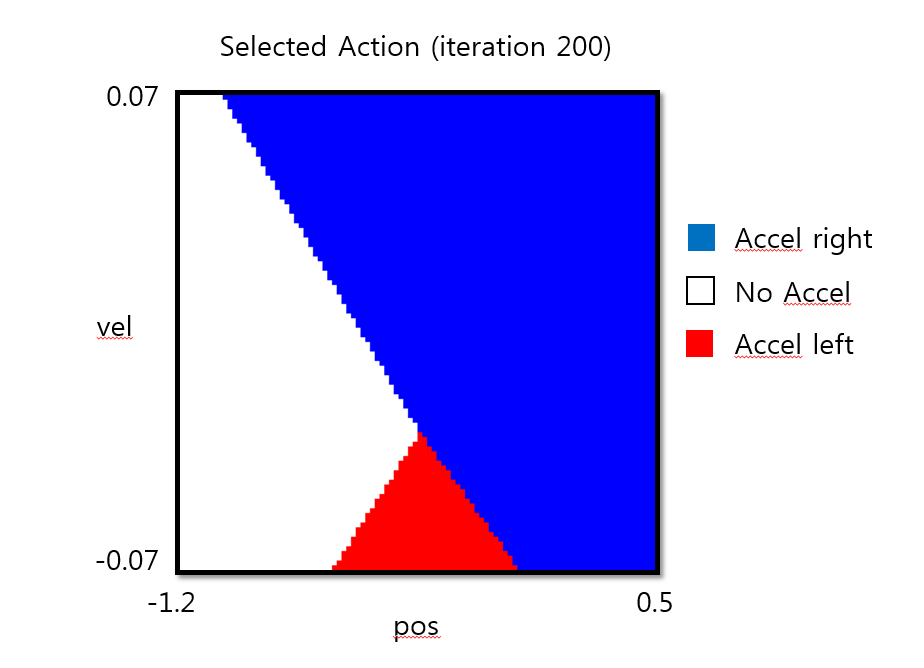 Selected Action (iteration 200)
0.07
Accel right
No Accel
vel
Accel left
-0.07
-1.2
0.5
pos